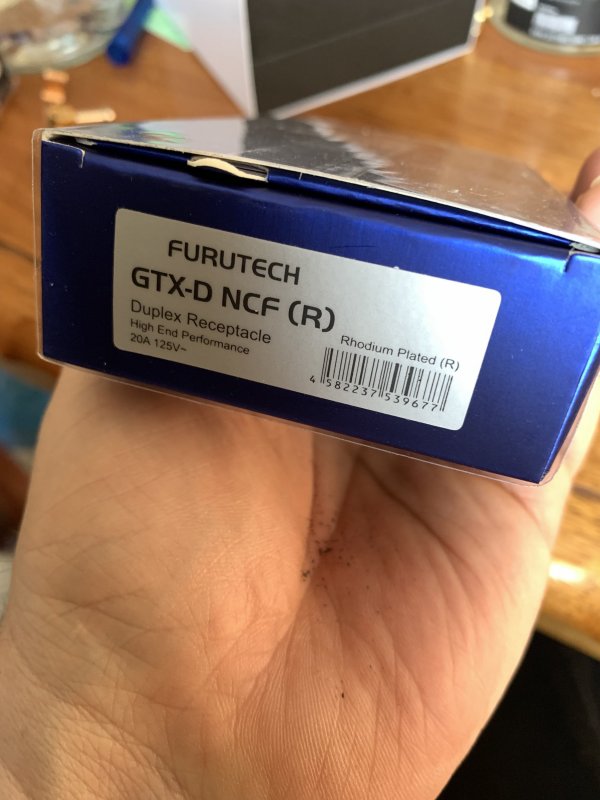 FURUTECH
GTX-D NCF (R)
Duplex Receptacle
High End Performance
20A 125V~
Rhodium Plated (R)
4 582237 539677